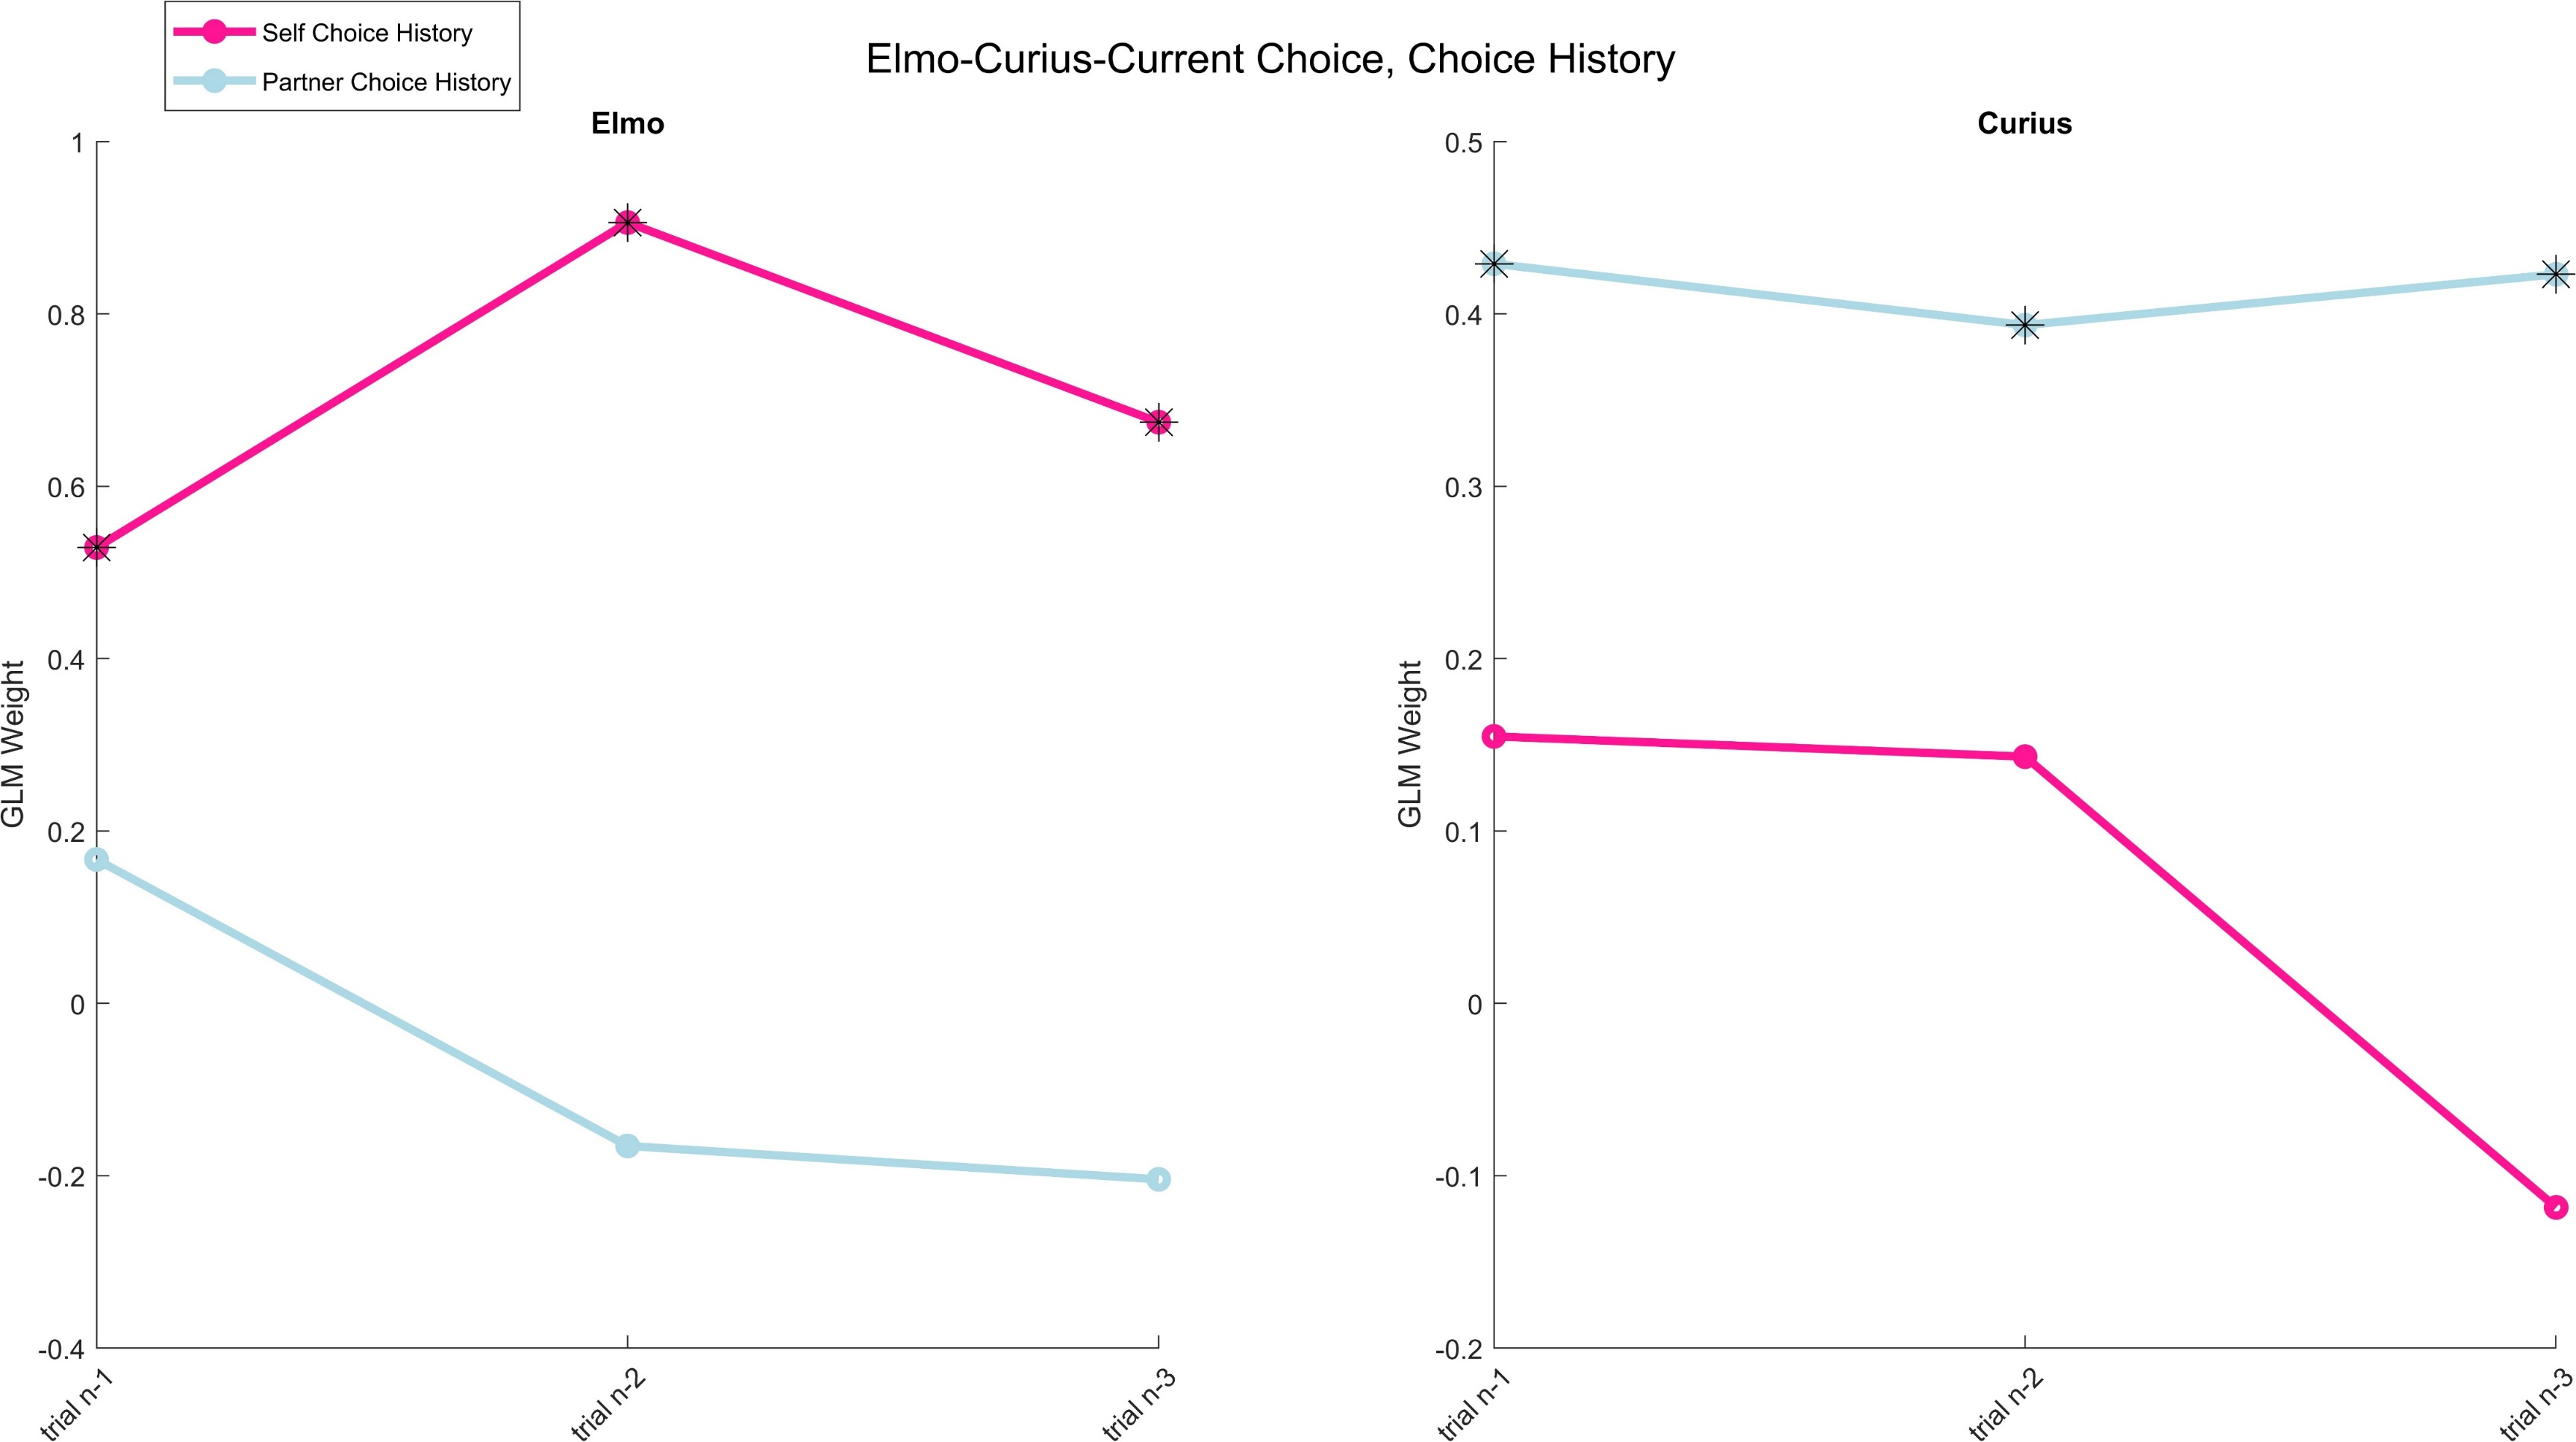 Self Choice History
Partner Choice History
Elmo-Curius-Current Choice, Choice History
Elmo
1
0.8
0.6
0.4
0.2
0
-0.2
-0.4
GLM Weight
trial n-1
trial n-2
trial n-3
Curius
0.5
0.4
0.3
0.2
0.1
0
-0.1
-0.2
GLM Weight
trial n-1
trial n-2
trial n-3